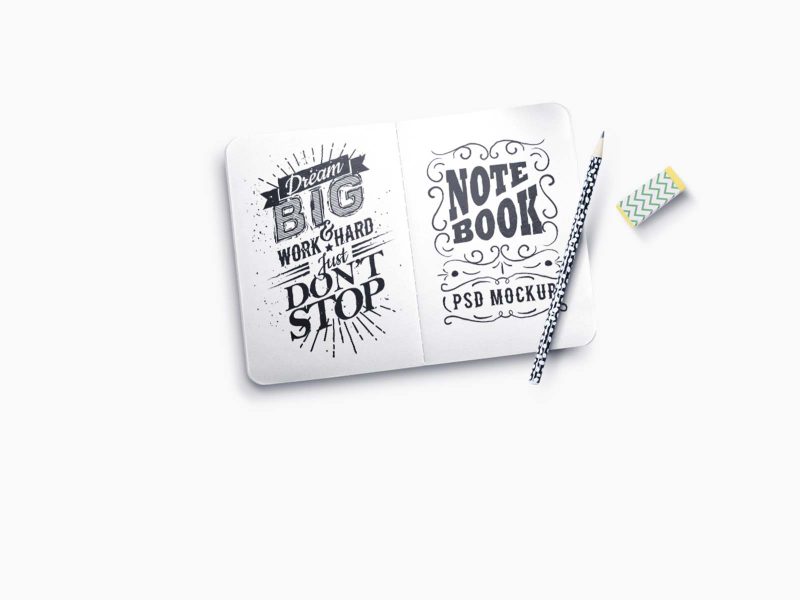 Dream
BIG
&
WORK ★ HARD
Just
DON'T
STOP
NOTE
BOOK
PSD MOCKUP